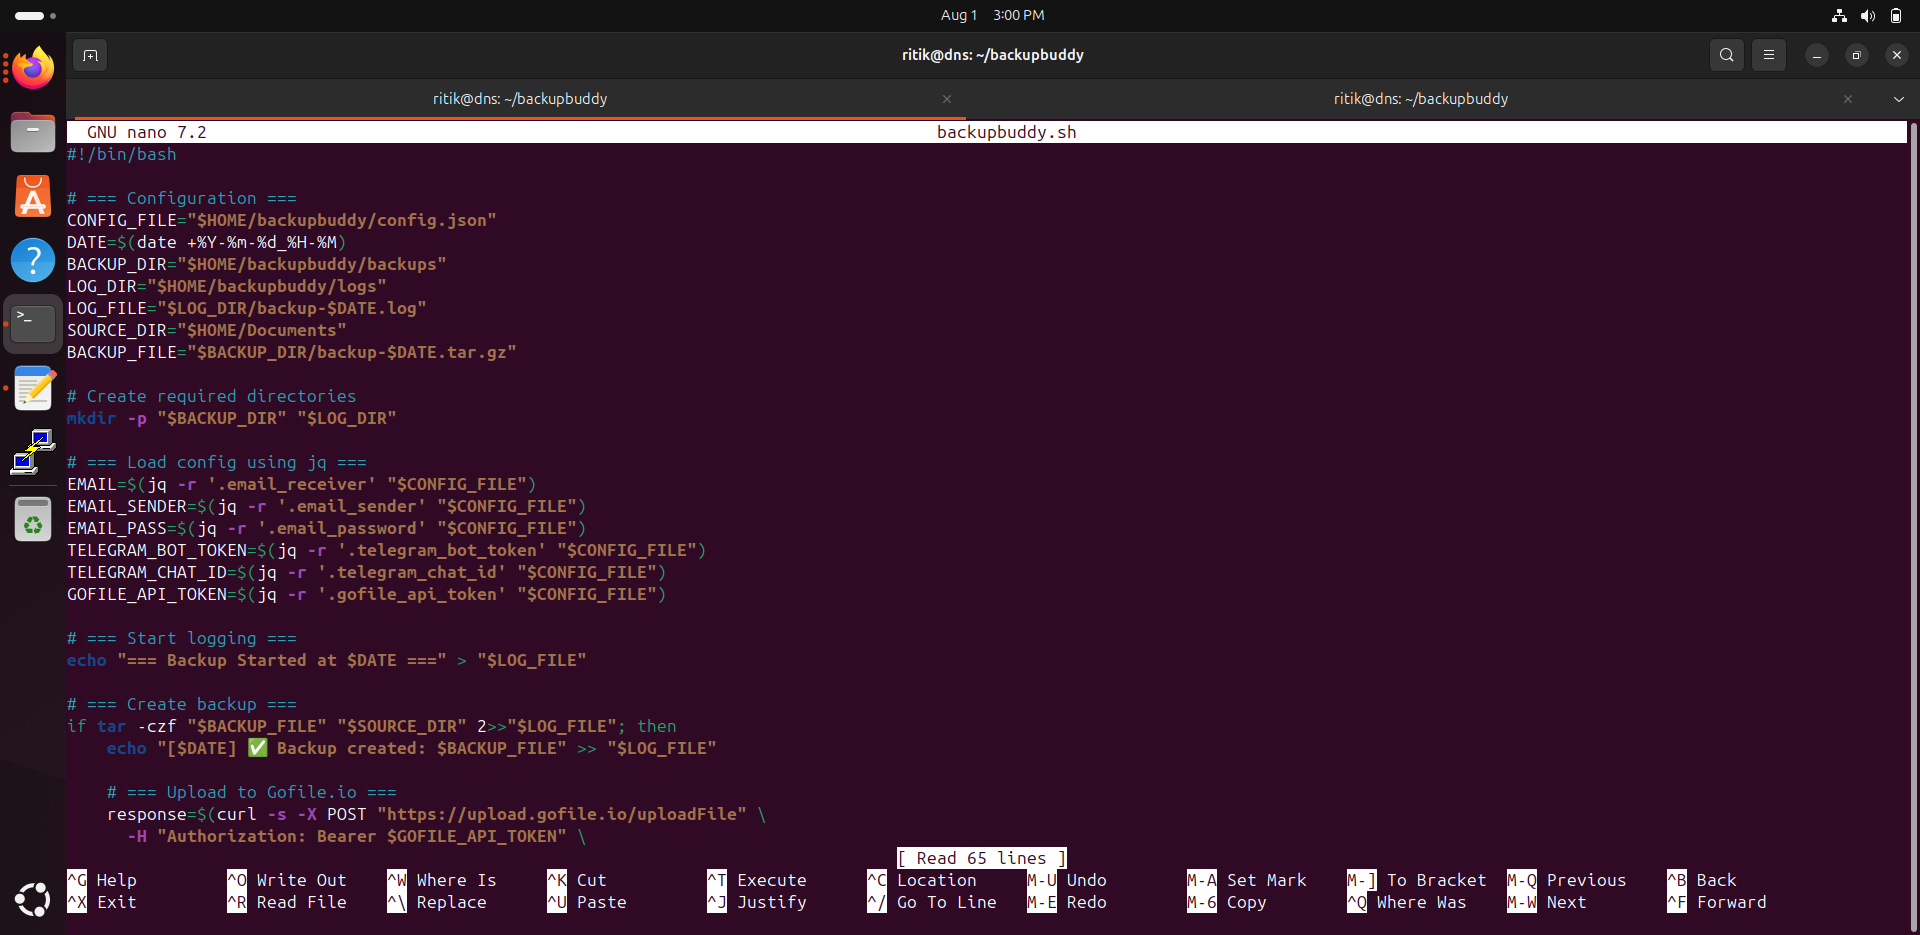 Aug 1 3:00 PM
ritik@dns: ~/backupbuddy
ritik@dns: ~/backupbuddy
ritik@dns: ~/backupbuddy
GNU nano 7.2 backupbuddy.sh
#!/bin/bash
# === Configuration ===
CONFIG_FILE="$HOME/backupbuddy/config.json"
DATE=$(date +%Y-%m-%d_%H-%M)
BACKUP_DIR="$HOME/backupbuddy/backups"
LOG_DIR="$HOME/backupbuddy/logs"
LOG_FILE="$LOG_DIR/backup-$DATE.log"
SOURCE_DIR="$HOME/Documents"
BACKUP_FILE="$BACKUP_DIR/backup-$DATE.tar.gz"
# Create required directories
mkdir -p "$BACKUP_DIR" "$LOG_DIR"
# === Load config using jq ===
EMAIL=$(jq -r '.email_receiver' "$CONFIG_FILE")
EMAIL_SENDER=$(jq -r '.email_sender' "$CONFIG_FILE")
EMAIL_PASS=$(jq -r '.email_password' "$CONFIG_FILE")
TELEGRAM_BOT_TOKEN=$(jq -r '.telegram_bot_token' "$CONFIG_FILE")
TELEGRAM_CHAT_ID=$(jq -r '.telegram_chat_id' "$CONFIG_FILE")
GOFILE_API_TOKEN=$(jq -r '.gofile_api_token' "$CONFIG_FILE")
# === Start logging ===
echo "=== Backup Started at $DATE ===" > "$LOG_FILE"
# === Create backup ===
if tar -czf "$BACKUP_FILE" "$SOURCE_DIR" 2>>"$LOG_FILE"; then
    echo "[$DATE] ✅ Backup created: $BACKUP_FILE" >> "$LOG_FILE"
    # === Upload to Gofile.io ===
    response=$(curl -s -X POST "https://upload.gofile.io/uploadFile" \
      -H "Authorization: Bearer $GOFILE_API_TOKEN" \
[ Read 65 lines ]
^G Help ^O Write Out ^W Where Is ^K Cut ^T Execute ^C Location M-U Undo M-A Set Mark M-] To Bracket M-Q Previous ^B Back
^X Exit ^R Read File ^\ Replace ^U Paste ^J Justify ^/ Go To Line M-E Redo M-6 Copy ^Q Where Was M-W Next ^F Forward